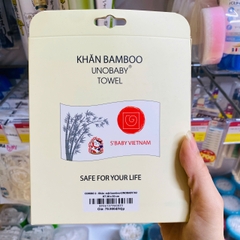 KHĂN BAMBOO
UNOBABY®
TOWEL
S'BABY VIETNAM
SAFE FOR YOUR LIFE